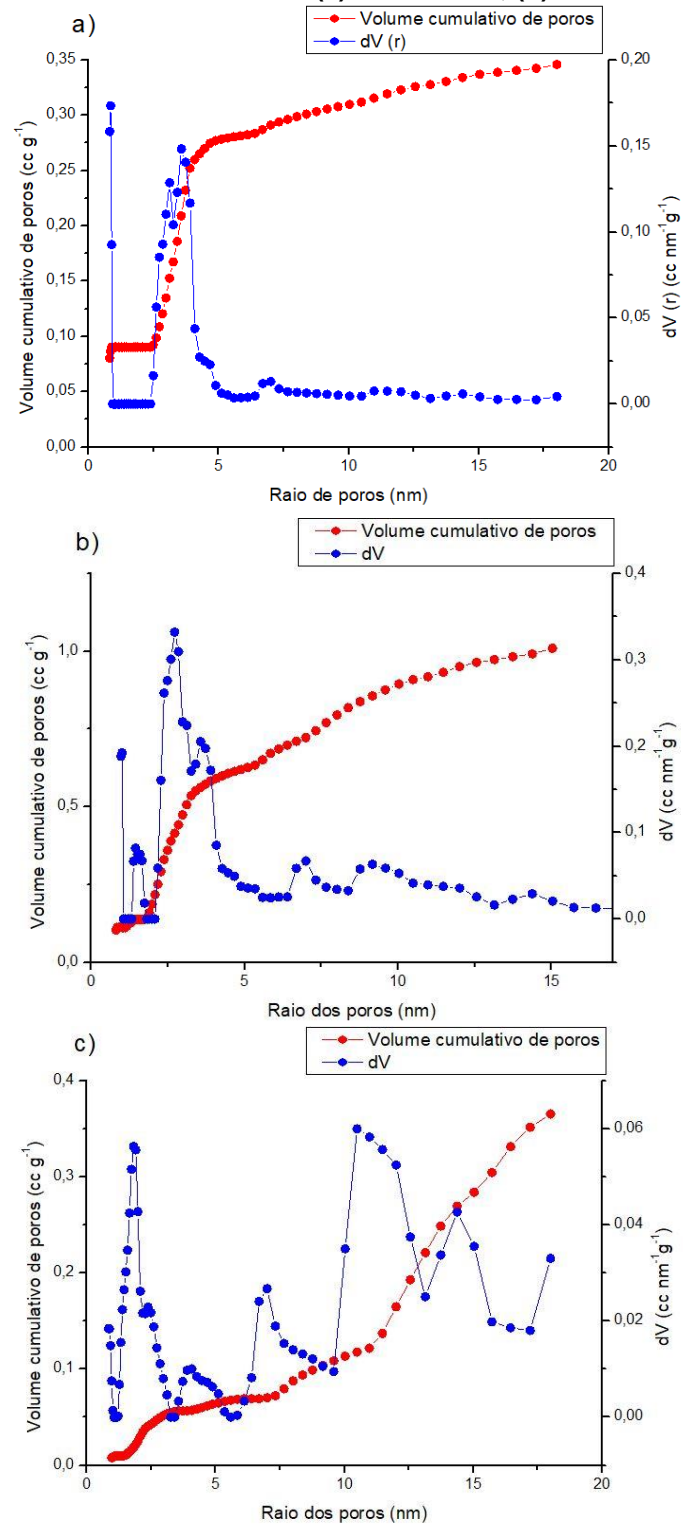 a)
Volume cumulativo de poros
dV (r)
Volume cumulativo de poros (cc g⁻¹)
0,35
0,30
0,25
0,30
0,15
0,10
0,05
0,00
0,20
0,15
0,10
0,05
0,00
dV (r) (cc nm⁻¹g⁻¹)
0 5 10 15 20
Raio de poros (nm)
b)
Volume cumulativo de poros
dV
Volume cumulativo de poros (cc g⁻¹)
1,0
0,5
0,0
0,4
0,3
0,2
0,1
0,0
dV (cc nm⁻¹g⁻¹)
0 5 10 15
Raio dos poros (nm)
c)
Volume cumulativo de poros
dV
Volume cumulativo de poros (cc g⁻¹)
0,4
0,3
0,2
0,1
0,0
0,06
0,04
0,02
0,00
dV (cc nm⁻¹g⁻¹)
0 5 10 15 20
Raio dos poros (nm)